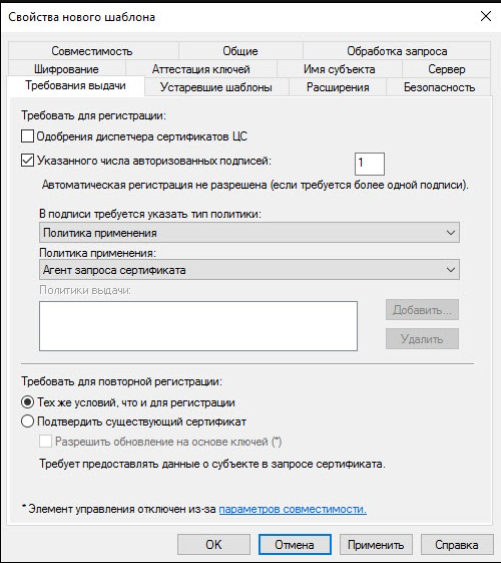 Свойства нового шаблона
Совместимость Общие Обработка запроса
Шифрование Аттестация ключей Имя субъекта Сервер
Требования выдачи Устаревшие шаблоны Расширения Безопасность
Требовать для регистрации:
Одобрения диспетчера сертификатов ЦС
Указанного числа авторизованных подписей: 1
Автоматическая регистрация не разрешена (если требуется более одной подписи).
В подписи требуется указать тип политики:
Политика применения
Политика применения:
Агент запроса сертификата
Политики выдачи:
Добавить...
Удалить
Требовать для повторной регистрации:
Тех же условий, что и для регистрации
Подтвердить существующий сертификат
Разрешить обновление на основе ключей (*)
Требует предоставлять данные о субъекте в запросе сертификата.
* Элемент управления отключен из-за параметров совместимости.
OK Отмена Применить Справка